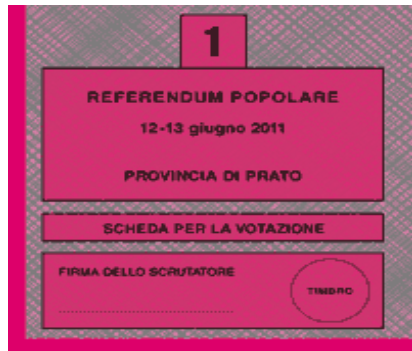 1
REFERENDUM POPOLARE
12-13 giugno 2011
PROVINCIA DI PRATO
SCHEDA PER LA VOTAZIONE
FIRMA DELLO SCRUTATORE
TIMBRO